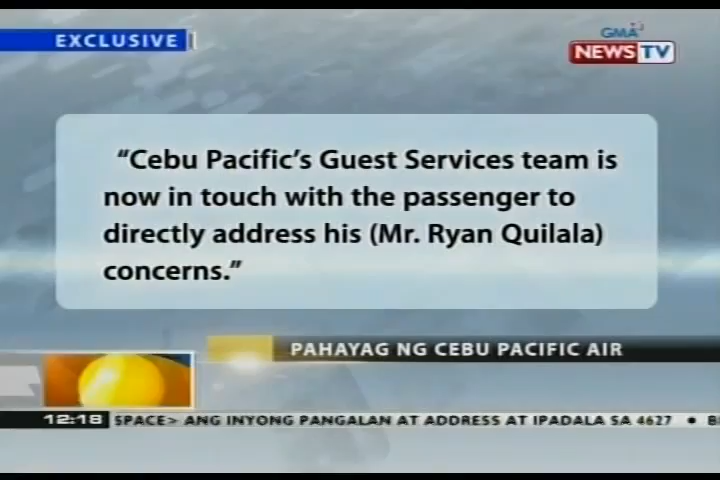 EXCLUSIVE
GMA
NEWS TV
“Cebu Pacific’s Guest Services team is
now in touch with the passenger to
directly address his (Mr. Ryan Quilala)
concerns.”
PAHAYAG NG CEBU PACIFIC AIR
12:18 SPACE> ANG INYONG PANGALAN AT ADDRESS AT IPADALA SA 4627 •